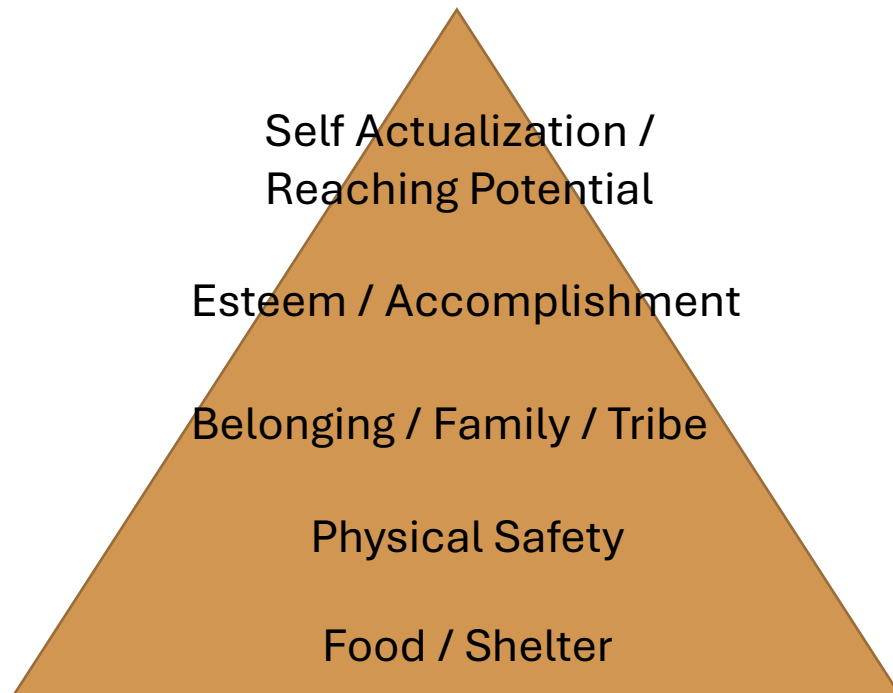 Self Actualization /
Reaching Potential
Esteem / Accomplishment
Belonging / Family / Tribe
Physical Safety
Food / Shelter